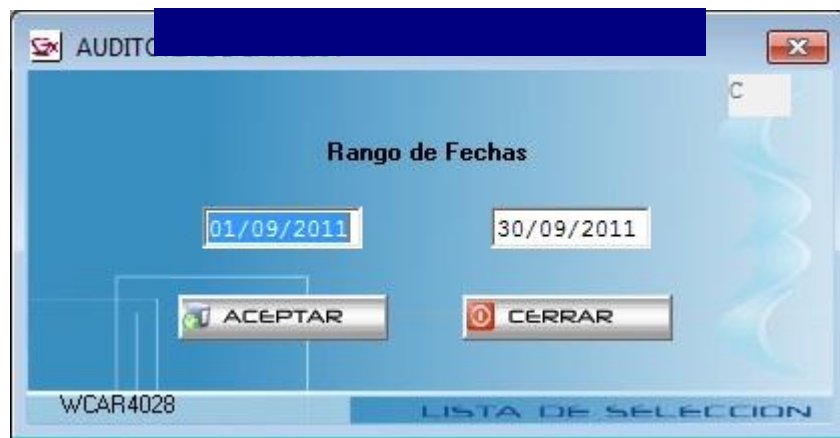 AUDITO
C
Rango de Fechas
01/09/2011 30/09/2011
ACEPTAR CERRAR
WCAR4028 LISTA DE SELECCION